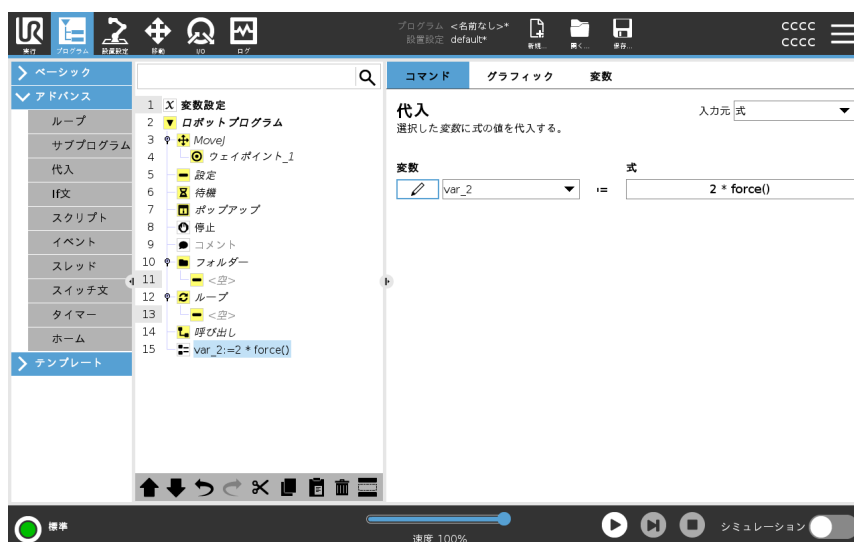 UR
実行
プログラム
設置設定
移動
I/O
ログ
プログラム <名前なし>*
設置設定 default*
新規...
開く...
保存...
cccc
cccc
ベーシック
アドバンス
ループ
サブプログラム
代入
If文
スクリプト
イベント
スレッド
スイッチ文
タイマー
ホーム
テンプレート
1 X 変数設定
2 ロボットプログラム
3 MoveJ
4 ウェイポイント_1
5 設定
6 待機
7 ポップアップ
8 停止
9 コメント
10 フォルダー
11 <空>
12 ループ
13 <空>
14 呼び出し
15 var_2:=2 * force()
コマンド グラフィック 変数
代入
入力元 式
選択した変数に式の値を代入する。
変数 式
var_2 := 2 * force()
標準
速度 100%
シミュレーション